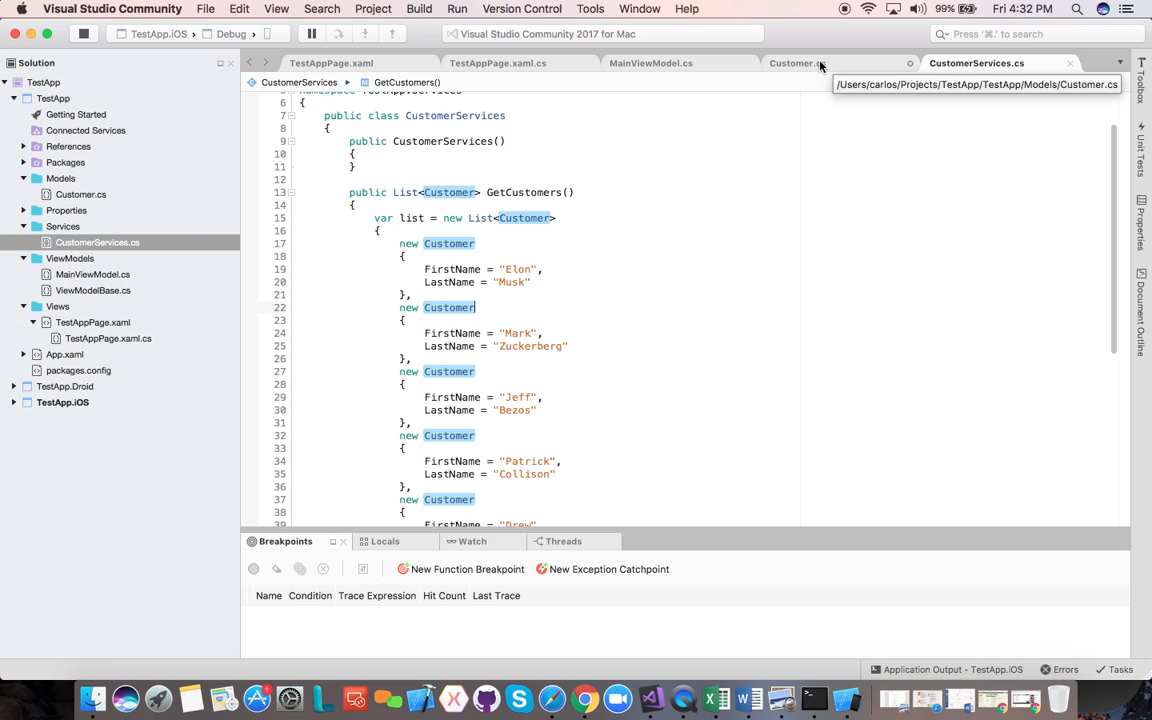 Visual Studio Community File Edit View Search Project Build Run Version Control Tools Window Help 99% Fri 4:32 PM
TestApp.iOS › Debug › Visual Studio Community 2017 for Mac Press '⌘.' to search
Solution
TestAppPage.xaml TestAppPage.xaml.cs MainViewModel.cs Customer.cs CustomerServices.cs
/Users/carlos/Projects/TestApp/TestApp/Models/Customer.cs
CustomerServices ▸ M GetCustomers()
TestApp
TestApp
Getting Started
Connected Services
References
Packages
Models
Customer.cs
Properties
Services
CustomerServices.cs
ViewModels
MainViewModel.cs
ViewModelBase.cs
Views
TestAppPage.xaml
TestAppPage.xaml.cs
App.xaml
packages.config
TestApp.Droid
TestApp.iOS
5 namespace TestApp.Services
6 {
7 public class CustomerServices
8 {
9 public CustomerServices()
10 {
11 }
12
13 public List<Customer> GetCustomers()
14 {
15 var list = new List<Customer>
16 {
17 new Customer
18 {
19 FirstName = "Elon",
20 LastName = "Musk"
21 },
22 new Customer
23 {
24 FirstName = "Mark",
25 LastName = "Zuckerberg"
26 },
27 new Customer
28 {
29 FirstName = "Jeff",
30 LastName = "Bezos"
31 },
32 new Customer
33 {
34 FirstName = "Patrick",
35 LastName = "Collison"
36 },
37 new Customer
38 {
39 FirstName = "Drew"
Toolbox
Unit Tests
Properties
Document Outline
Breakpoints Locals Watch Threads
New Function Breakpoint New Exception Catchpoint
Name Condition Trace Expression Hit Count Last Trace
Application Output - TestApp.iOS Errors Tasks